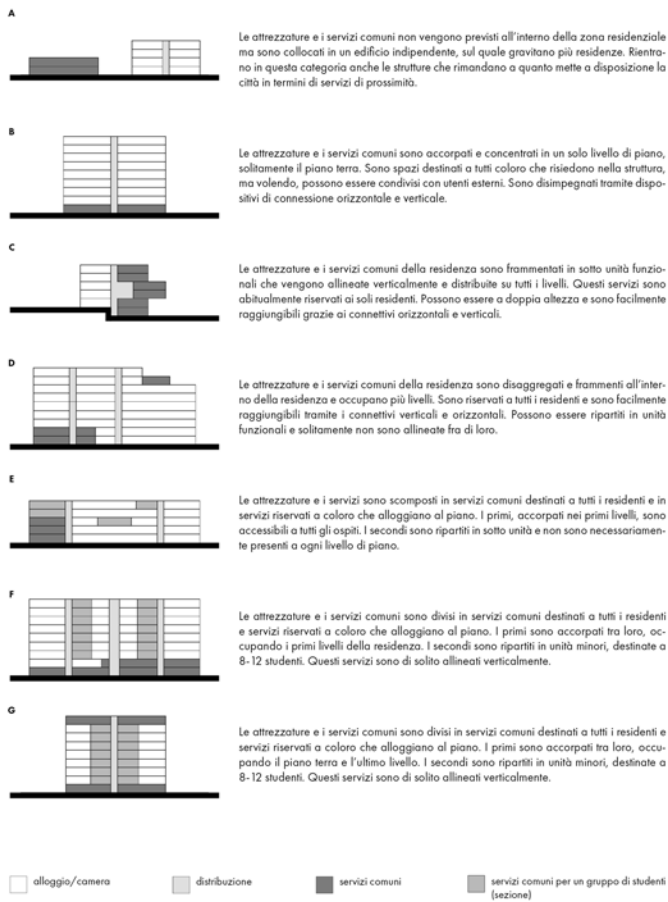 A
Le attrezzature e i servizi comuni non vengono previsti all'interno della zona residenziale
ma sono collocati in un edificio indipendente, sul quale gravitano più residenze. Rientra-
no in questa categoria anche le strutture che rimandano a quanto mette a disposizione la
città in termini di servizi di prossimità.
B
Le attrezzature e i servizi comuni sono accorpati e concentrati in un solo livello di piano,
solitamente il piano terra. Sono spazi destinati a tutti coloro che risiedono nella struttura,
ma volendo, possono essere condivisi con utenti esterni. Sono disimpegnati tramite dispo-
sitivi di connessione orizzontale e verticale.
C
Le attrezzature e i servizi comuni della residenza sono frammentati in sotto unità funzio-
nali che vengono allineate verticalmente e distribuite su tutti i livelli. Questi servizi sono
abitualmente riservati ai soli residenti. Possono essere a doppia altezza e sono facilmente
raggiungibili grazie ai connettivi orizzontali e verticali.
D
Le attrezzature e i servizi comuni della residenza sono disaggregati e frammenti all'inter-
no della residenza e occupano più livelli. Sono riservati a tutti i residenti e sono facilmente
raggiungibili tramite i connettivi verticali e orizzontali. Possono essere ripartiti in unità
funzionali e solitamente non sono allineate fra di loro.
E
Le attrezzature e i servizi sono scomposti in servizi comuni destinati a tutti i residenti e in
servizi riservati a coloro che alloggiano al piano. I primi, accorpati nei primi livelli, sono
accessibili a tutti gli ospiti. I secondi sono ripartiti in sotto unità e non sono necessariamen-
te presenti a ogni livello di piano.
F
Le attrezzature e i servizi comuni sono divisi in servizi comuni destinati a tutti i residenti
e servizi riservati a coloro che alloggiano al piano. I primi sono accorpati tra loro, oc-
cupando i primi livelli della residenza. I secondi sono ripartiti in unità minori, destinate a
8-12 studenti. Questi servizi sono di solito allineati verticalmente.
G
Le attrezzature e i servizi comuni sono divisi in servizi comuni destinati a tutti i residenti e
servizi riservati a coloro che alloggiano al piano. I primi sono accorpati tra loro, occu-
pando il piano terra e l'ultimo livello. I secondi sono ripartiti in unità minori, destinate a
8-12 studenti. Questi servizi sono di solito allineati verticalmente.
alloggio/camera
distribuzione
servizi comuni
servizi comuni per un gruppo di studenti
(sezione)